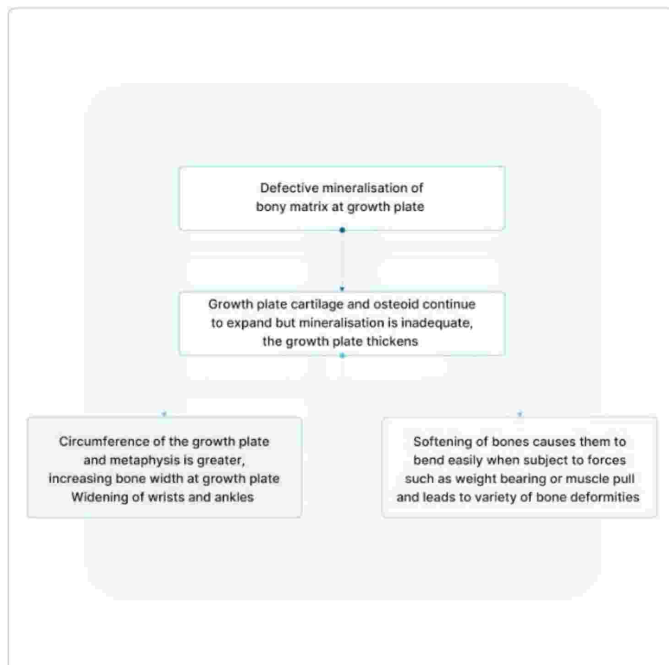 Defective mineralisation of
bony matrix at growth plate
Growth plate cartilage and osteoid continue
to expand but mineralisation is inadequate,
the growth plate thickens
Circumference of the growth plate
and metaphysis is greater,
increasing bone width at growth plate
Widening of wrists and ankles
Softening of bones causes them to
bend easily when subject to forces
such as weight bearing or muscle pull
and leads to variety of bone deformities